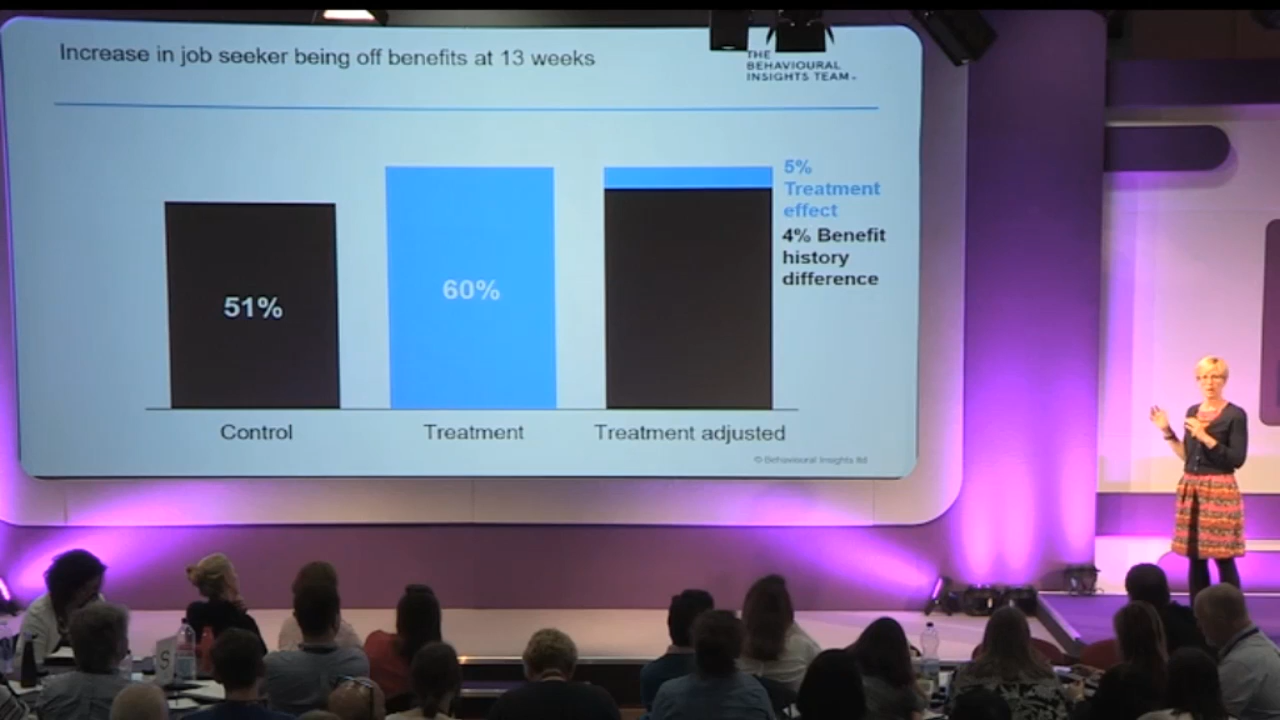 Increase in job seeker being off benefits at 13 weeks
THE
BEHAVIOURAL
INSIGHTS TEAM
5%
Treatment
effect
4% Benefit
history
difference
51%
60%
Control
Treatment
Treatment adjusted
© Behavioural Insights ltd
S